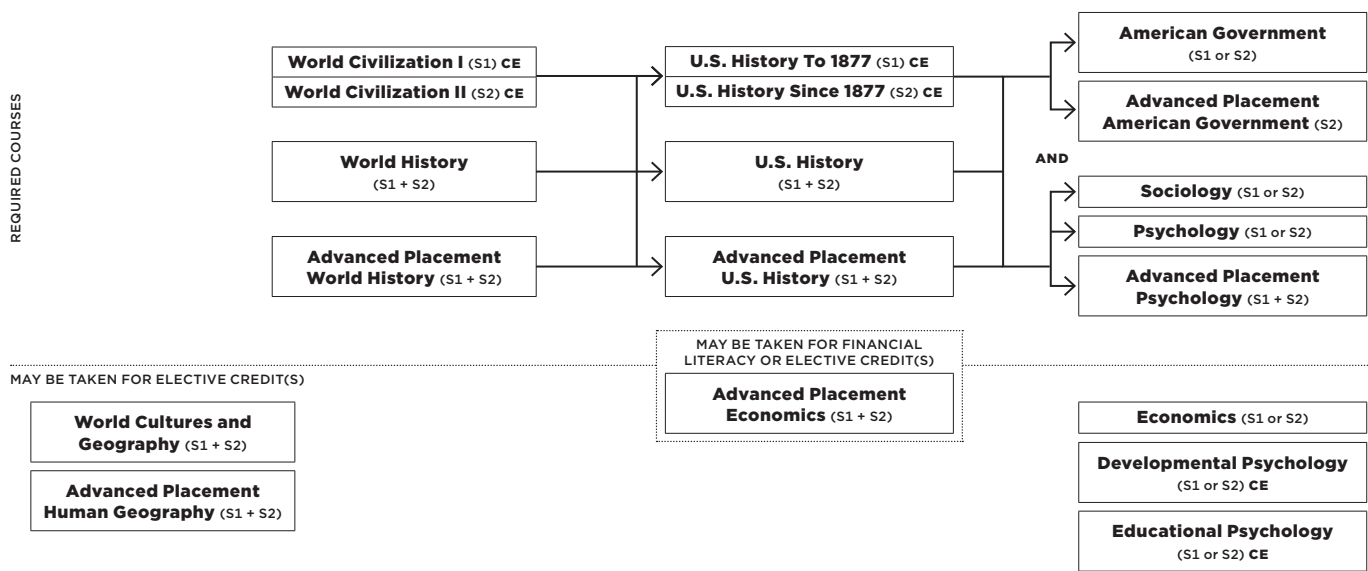 REQUIRED COURSES
World Civilization I (S1) CE
World Civilization II (S2) CE
World History
(S1 + S2)
Advanced Placement
World History (S1 + S2)
U.S. History To 1877 (S1) CE
U.S. History Since 1877 (S2) CE
U.S. History
(S1 + S2)
Advanced Placement
U.S. History (S1 + S2)
American Government
(S1 or S2)
Advanced Placement
American Government (S2)
AND
Sociology (S1 or S2)
Psychology (S1 or S2)
Advanced Placement
Psychology (S1 + S2)
MAY BE TAKEN FOR ELECTIVE CREDIT(S)
World Cultures and
Geography (S1 + S2)
Advanced Placement
Human Geography (S1 + S2)
MAY BE TAKEN FOR FINANCIAL
LITERACY OR ELECTIVE CREDIT(S)
Advanced Placement
Economics (S1 + S2)
Economics (S1 or S2)
Developmental Psychology
(S1 or S2) CE
Educational Psychology
(S1 or S2) CE